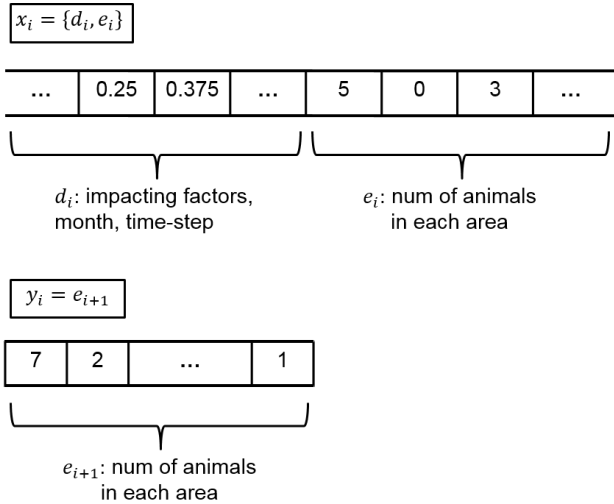 x_i = {d_i, e_i}
... 0.25 0.375 ... 5 0 3 ...
d_i: impacting factors,
month, time-step
e_i: num of animals
in each area
y_i = e_{i+1}
7 2 ... 1
e_{i+1}: num of animals
in each area